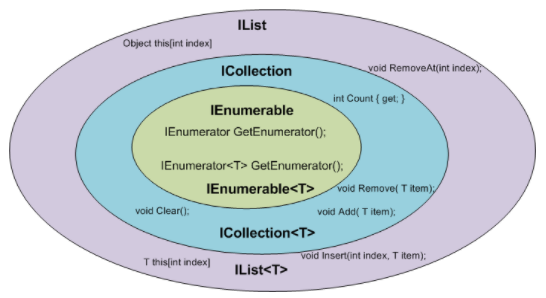 IList
Object this[int index]
void RemoveAt(int index);
ICollection
int Count { get; }
IEnumerable
IEnumerator GetEnumerator();
IEnumerator<T> GetEnumerator();
IEnumerable<T>
void Remove( T item);
void Clear();
void Add( T item);
ICollection<T>
void Insert(int index, T item);
T this[int index]
IList<T>